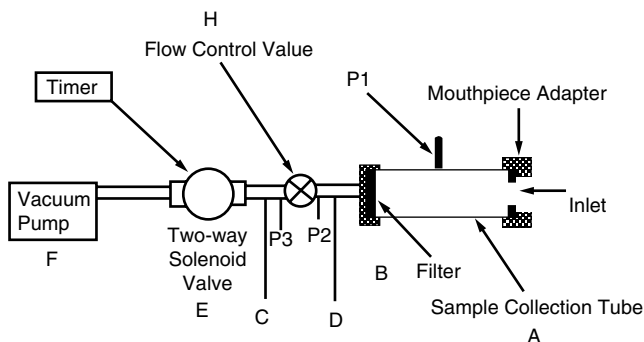 H
Flow Control Value
Timer
P1
Mouthpiece Adapter
Vacuum
Pump
F
Two-way
Solenoid
Valve
E
P3
P2
C
D
B
Filter
Inlet
Sample Collection Tube
A